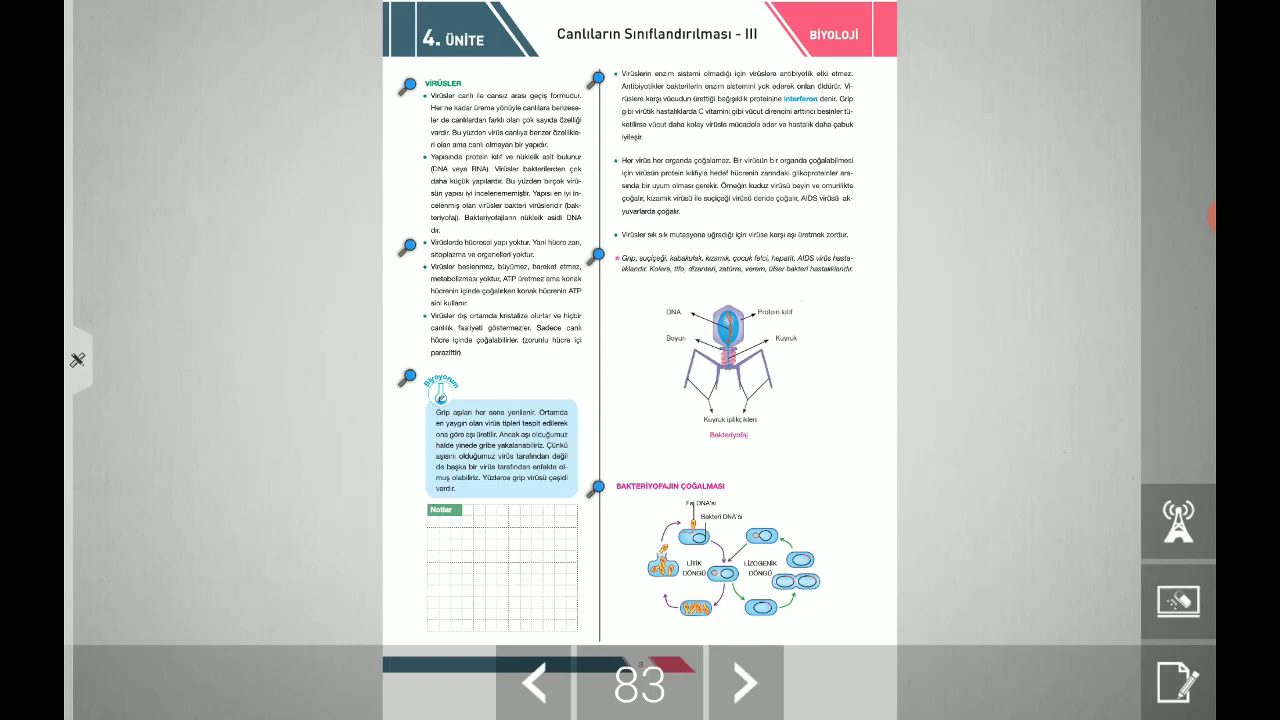 4. ÜNİTE
Canlıların Sınıflandırılması - III
BİYOLOJİ
VİRÜSLER
• Virüsler canlı ile cansız arası geçiş formudur.
Her ne kadar üreme yönüyle canlılara benzese-
ler de canlılardan farklı olan çok sayıda özelliği
vardır. Bu yüzden virüs canlıya benzer özellikle-
ri olan ama canlı olmayan bir yapıdır.
• Yapısında protein kılıf ve nükleik asit bulunur
(DNA veya RNA). Virüsler bakterilerden çok
daha küçük yapılardır. Bu yüzden birçok virü-
sün yapısı iyi incelenememiştir. Yapısı en iyi in-
celenmiş olan virüsler bakteri virüsleridir (bak-
teriyofaj). Bakteriyofajların nükleik asidi DNA
dır.
• Virüslerde hücresel yapı yoktur. Yani hücre zarı,
sitoplazma ve organelleri yoktur.
• Virüsler beslenmez, büyümez, hareket etmez,
metabolizması yoktur, ATP üretmez ama konak
hücrenin içinde çoğalırken konak hücrenin ATP
sini kullanır.
• Virüsler dış ortamda kristalize olurlar ve hiçbir
canlılık faaliyeti göstermezler. Sadece canlı
hücre içinde çoğalabilirler. (zorunlu hücre içi
parazittir)
Biyoyorum
Grip aşıları her sene yenilenir. Ortamda
en yaygın olan virüs tipleri tespit edilerek
ona göre aşı üretilir. Ancak aşı olduğumuz
halde yinede gribe yakalanabiliriz. Çünkü
aşısını olduğumuz virüs tarafından değil
de başka bir virüs tarafından enfekte ol-
muş olabiliriz. Yüzlerce grip virüsü çeşidi
vardır.
Notlar
• Virüslerin enzim sistemi olmadığı için virüslere antibiyotik etki etmez.
Antibiyotikler bakterilerin enzim sistemini yok ederek onları öldürür. Vi-
rüslere karşı vücudun ürettiği bağışıklık proteinine interferon denir. Grip
gibi virütik hastalıklarda C vitamini gibi vücut direncini arttırıcı besinler tü-
ketilirse vücut daha kolay virüsle mücadele eder ve hastalık daha çabuk
iyileşir.
• Her virüs her organda çoğalamaz. Bir virüsün bir organda çoğalabilmesi
için virüsün protein kılıfıyla hedef hücrenin zarındaki glikoproteinler ara-
sında bir uyum olması gerekir. Örneğin kuduz virüsü beyin ve omurilikte
çoğalır, kızamık virüsü ile suçiçeği virüsü deride çoğalır, AIDS virüsü ak-
yuvarlarda çoğalır.
• Virüsler sık sık mutasyona uğradığı için virüse karşı aşı üretmek zordur.
* Grip, suçiçeği, kabakulak, kızamık, çocuk felci, hepatit, AIDS virüs hasta-
lıklarıdır. Kolera, tifo, dizanteri, zatürre, verem, ülser bakteri hastalıklarıdır.
DNA
Protein kılıf
Boyun
Kuyruk
Kuyruk iplikçikleri
Bakteriyofaj
BAKTERİYOFAJIN ÇOĞALMASI
Faj DNA'sı
Bakteri DNA'sı
LİTİK
DÖNGÜ
LİZOGENİK
DÖNGÜ
3
83